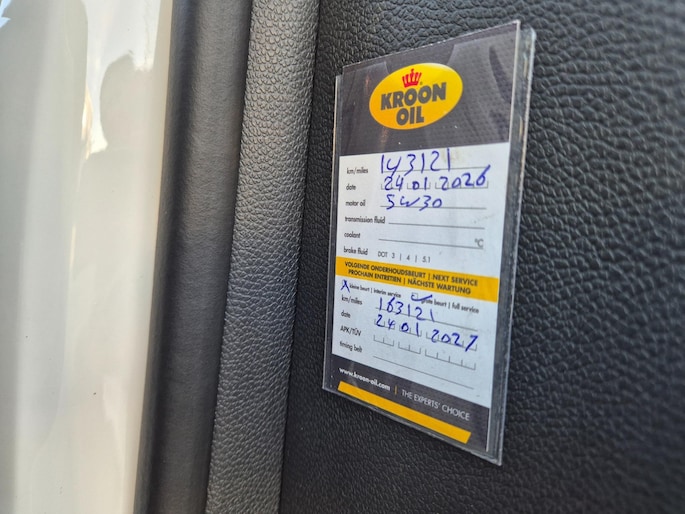 KROON
OIL
km/miles 143121
date 24 01 2026
motor oil 5W30
transmission fluid
coolant °C
brake fluid DOT 3 | 4 | 5.1
VOLGENDE ONDERHOUDSBEURT | NEXT SERVICE
PROCHAIN ENTRETIEN | NÄCHSTE WARTUNG
X kleine beurt | interim service grote beurt | full service
km/miles 163121
date 24 01 2027
APK/TÜV
timing belt
www.kroon-oil.com | THE EXPERTS' CHOICE